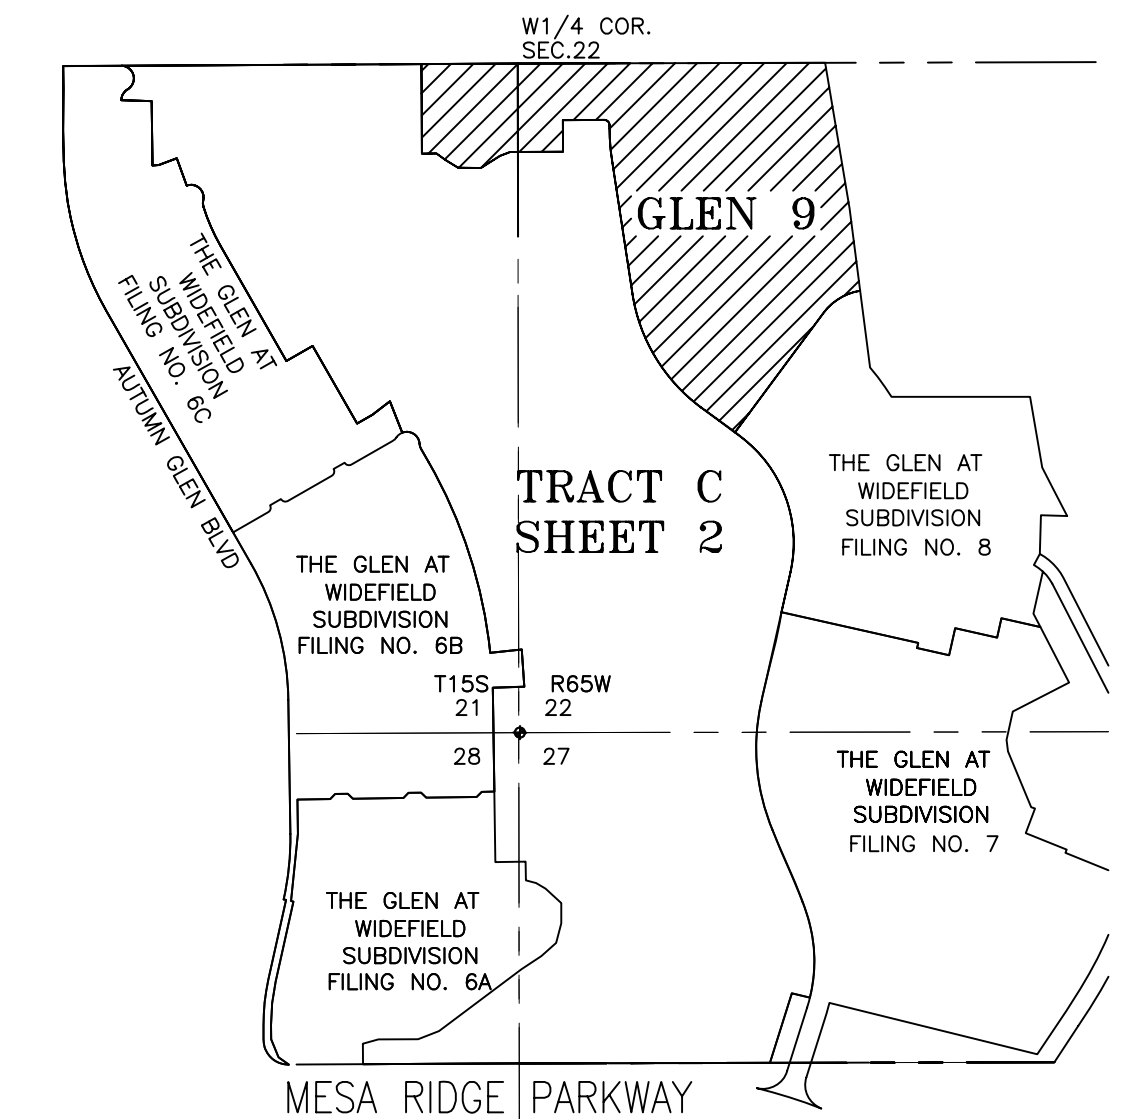 W1/4 COR.
SEC.22
GLEN 9
THE GLEN AT
WIDEFIELD
SUBDIVISION
FILING NO. 6C
AUTUMN GLEN BLVD
TRACT C
SHEET 2
THE GLEN AT
WIDEFIELD
SUBDIVISION
FILING NO. 8
THE GLEN AT
WIDEFIELD
SUBDIVISION
FILING NO. 6B
T15S R65W
21 22
28 27
THE GLEN AT
WIDEFIELD
SUBDIVISION
FILING NO. 7
THE GLEN AT
WIDEFIELD
SUBDIVISION
FILING NO. 6A
MESA RIDGE PARKWAY